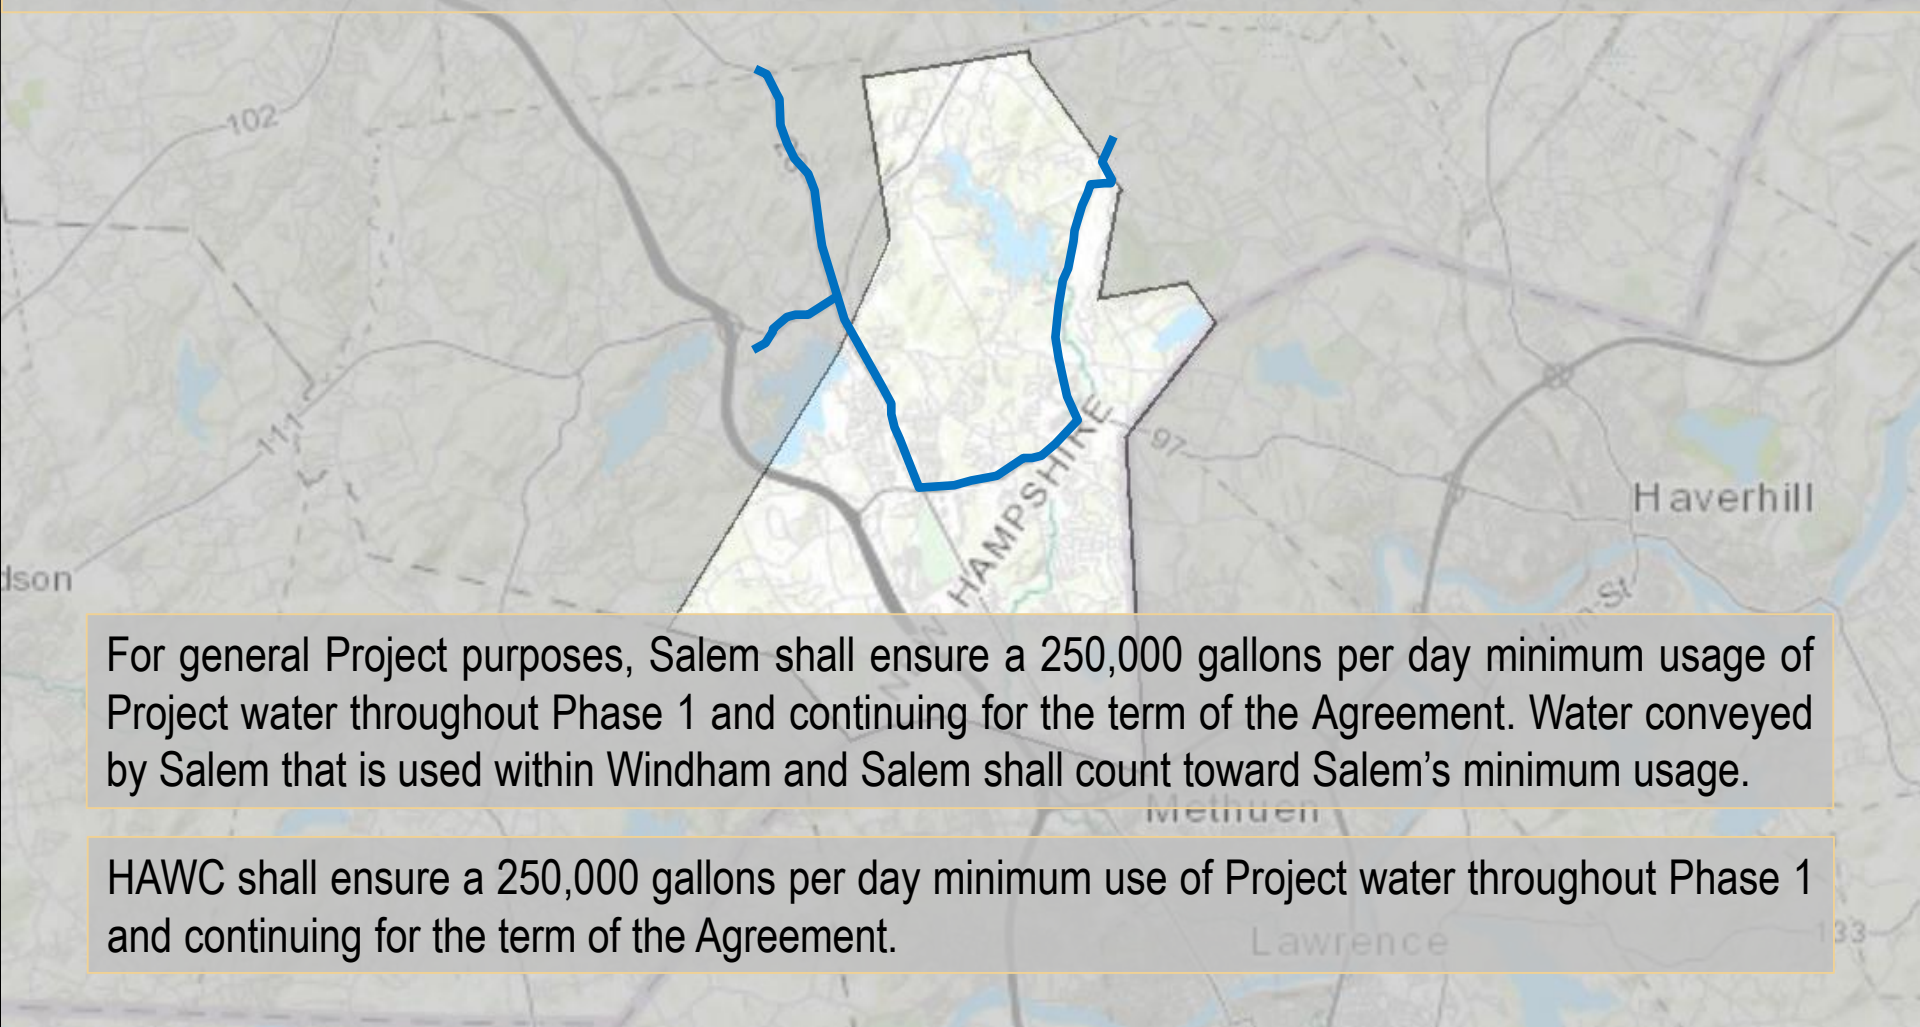 102
28
111
97
HAMPSHIRE
Haverhill
dson
Main St
For general Project purposes, Salem shall ensure a 250,000 gallons per day minimum usage of
Project water throughout Phase 1 and continuing for the term of the Agreement. Water conveyed
by Salem that is used within Windham and Salem shall count toward Salem’s minimum usage.
Methuen
HAWC shall ensure a 250,000 gallons per day minimum use of Project water throughout Phase 1
and continuing for the term of the Agreement.
Lawrence
133